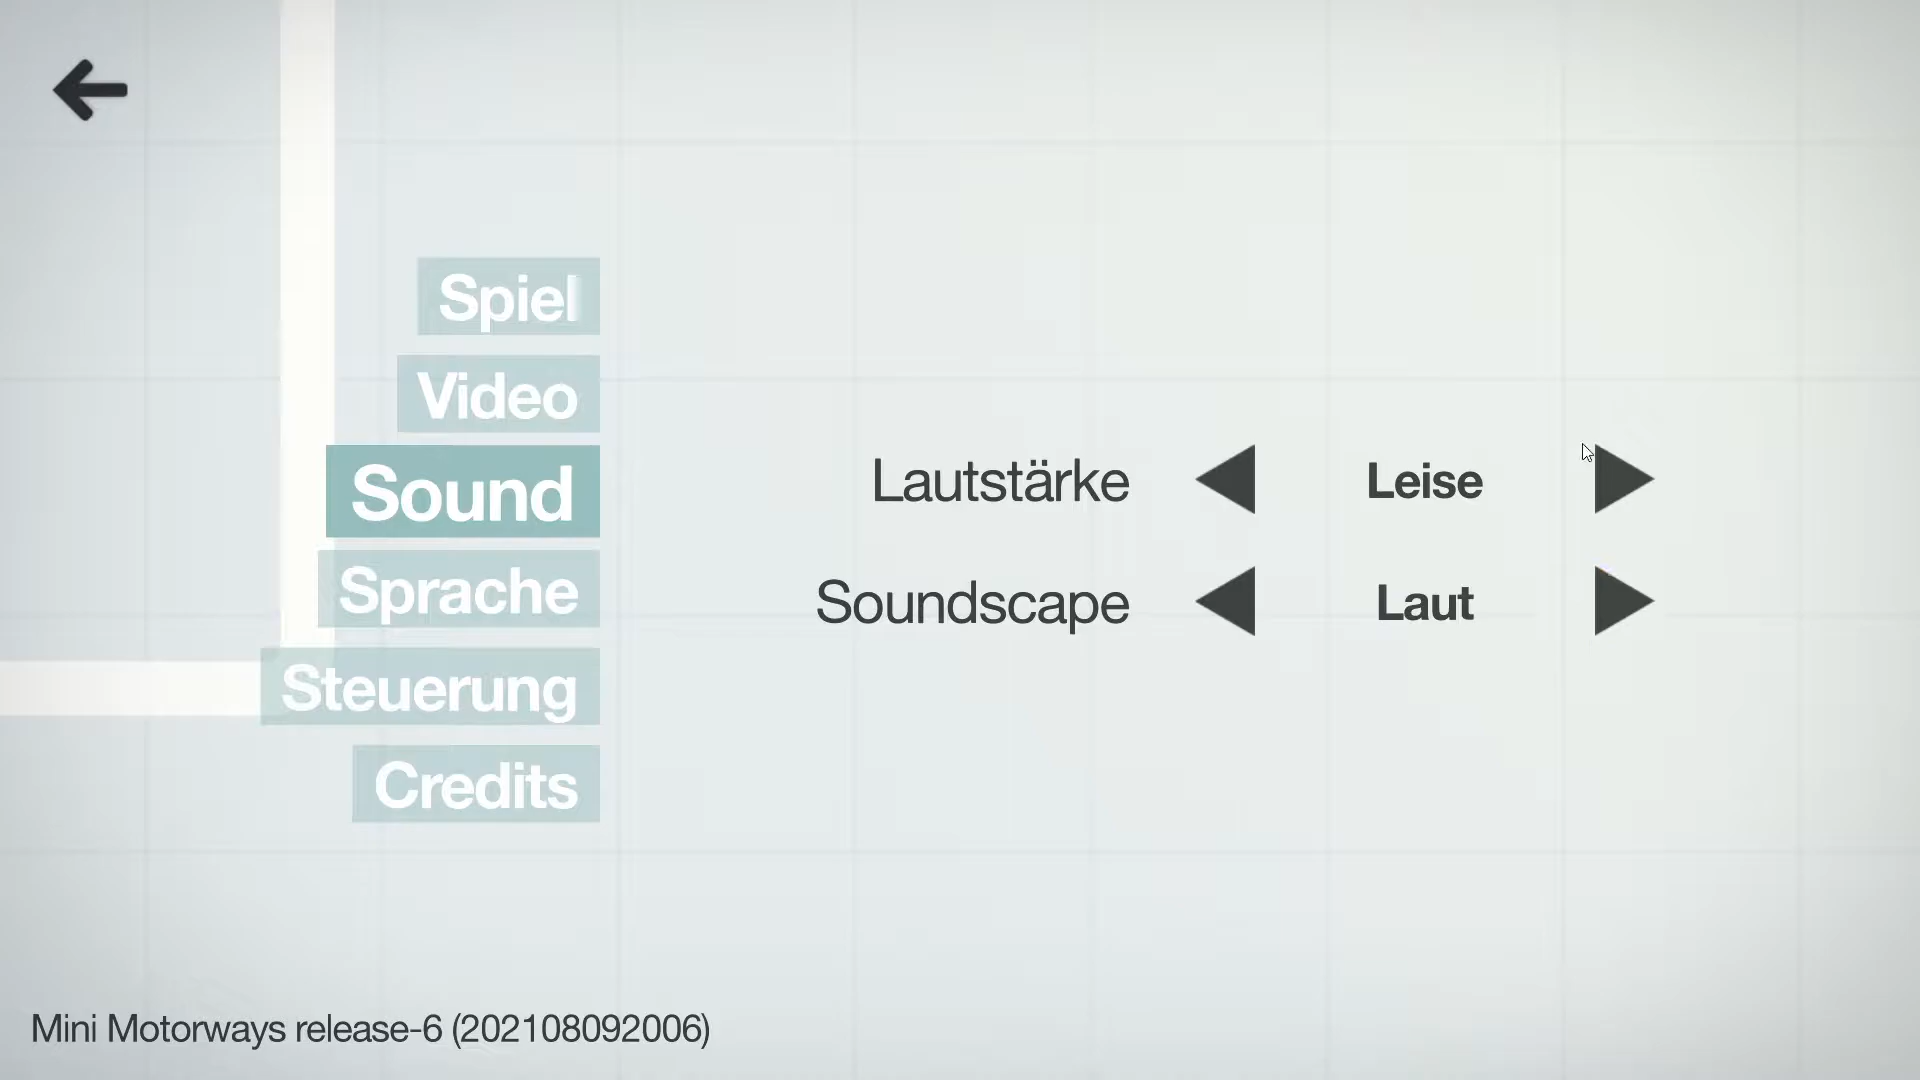 Spiel
Video
Sound
Sprache
Steuerung
Credits
Lautstärke Leise
Soundscape Laut
Mini Motorways release-6 (202108092006)